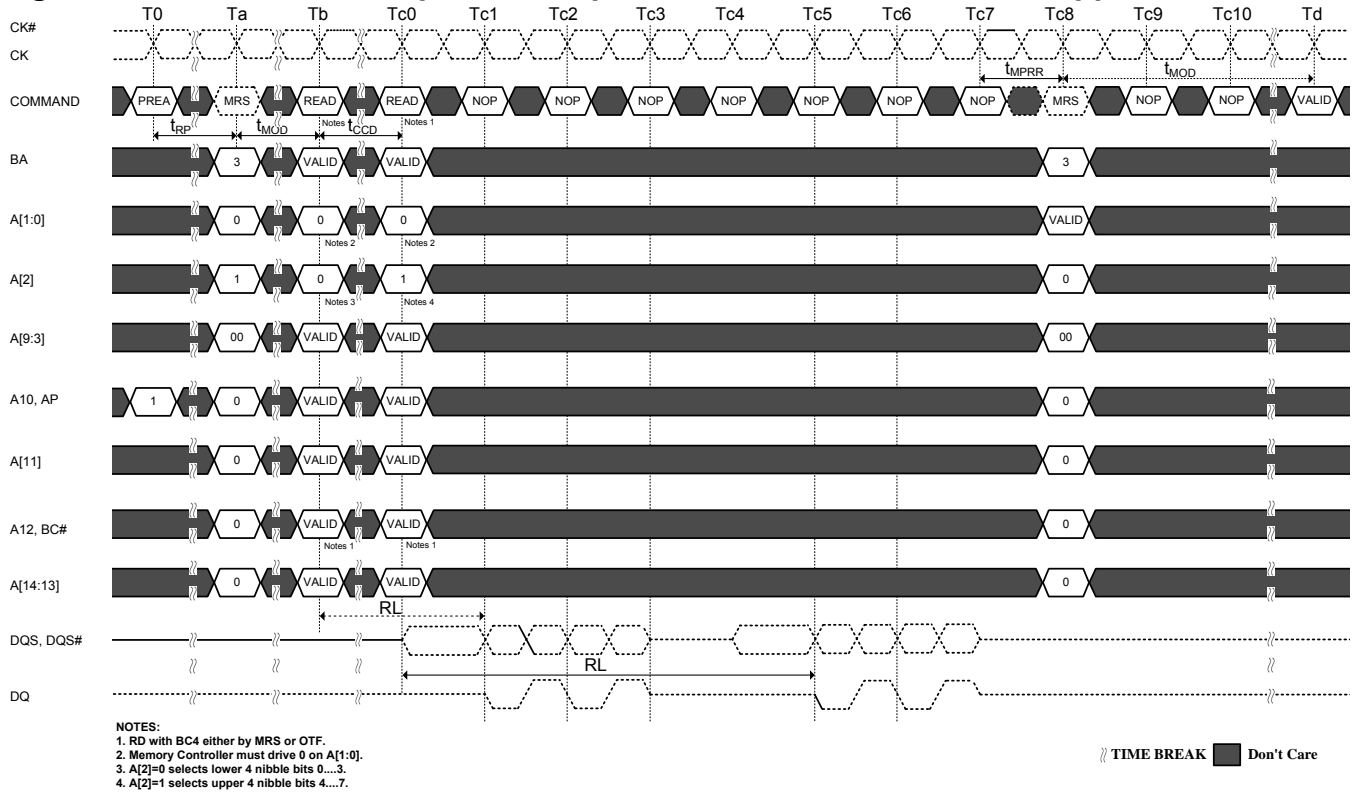 T0 Ta Tb Tc0 Tc1 Tc2 Tc3 Tc4 Tc5 Tc6 Tc7 Tc8 Tc9 Tc10 Td
CK#
CK
tMPRR tMOD
COMMAND PREA MRS READ READ NOP NOP NOP NOP NOP NOP NOP MRS NOP NOP VALID
Notes 1 Notes 1
tRP tMOD tCCD
BA 3 VALID VALID 3
A[1:0] 0 0 0 VALID
Notes 2 Notes 2
A[2] 1 0 1 0
Notes 3 Notes 4
A[9:3] 00 VALID VALID 00
A10, AP 1 0 VALID VALID 0
A[11] 0 VALID VALID 0
A12, BC# 0 VALID VALID 0
Notes 1 Notes 1
A[14:13] 0 VALID VALID 0
RL
DQS, DQS#
RL
DQ
NOTES:
1. RD with BC4 either by MRS or OTF.
2. Memory Controller must drive 0 on A[1:0].
3. A[2]=0 selects lower 4 nibble bits 0....3.
4. A[2]=1 selects upper 4 nibble bits 4....7.
TIME BREAK Don't Care